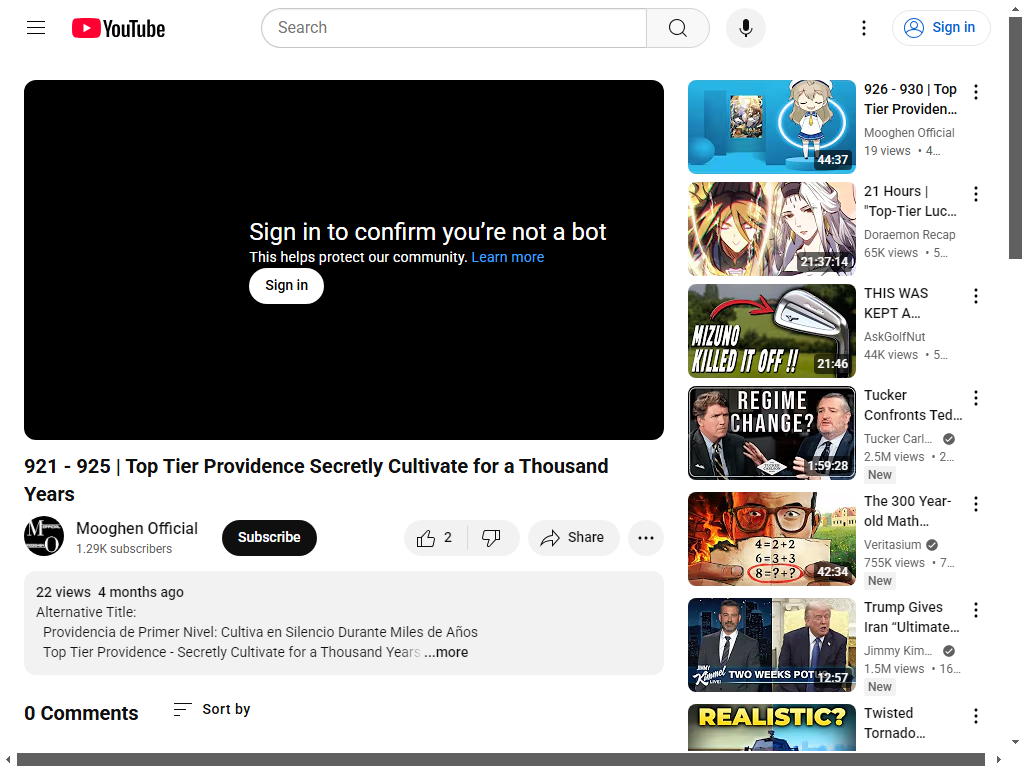 YouTube
Search
Sign in
Sign in to confirm you’re not a bot
This helps protect our community. Learn more
Sign in
921 - 925 | Top Tier Providence Secretly Cultivate for a Thousand
Years
Mooghen Official
1.29K subscribers
Subscribe
2
Share
22 views 4 months ago
Alternative Title:
Providencia de Primer Nivel: Cultiva en Silencio Durante Miles de Años
Top Tier Providence - Secretly Cultivate for a Thousand Years ...more
0 Comments
Sort by
44:37
926 - 930 | Top
Tier Providen...
Mooghen Official
19 views • 4...
21:37:14
21 Hours |
"Top-Tier Luc...
Doraemon Recap
65K views • 5...
MIZUNO
KILLED IT OFF !!
21:46
THIS WAS
KEPT A...
AskGolfNut
44K views • 5...
REGIME
CHANGE?
1:59:28
Tucker
Confronts Ted...
Tucker Carl...
2.5M views • 2...
New
4=2+2
6=3+3
8=?+?
42:34
The 300 Year-
old Math...
Veritasium
755K views • 7...
New
JIMMY
Kimmel
LIVE!
TWO WEEKS POT
12:57
Trump Gives
Iran “Ultimate...
Jimmy Kim...
1.5M views • 16...
New
REALISTIC?
Twisted
Tornado...